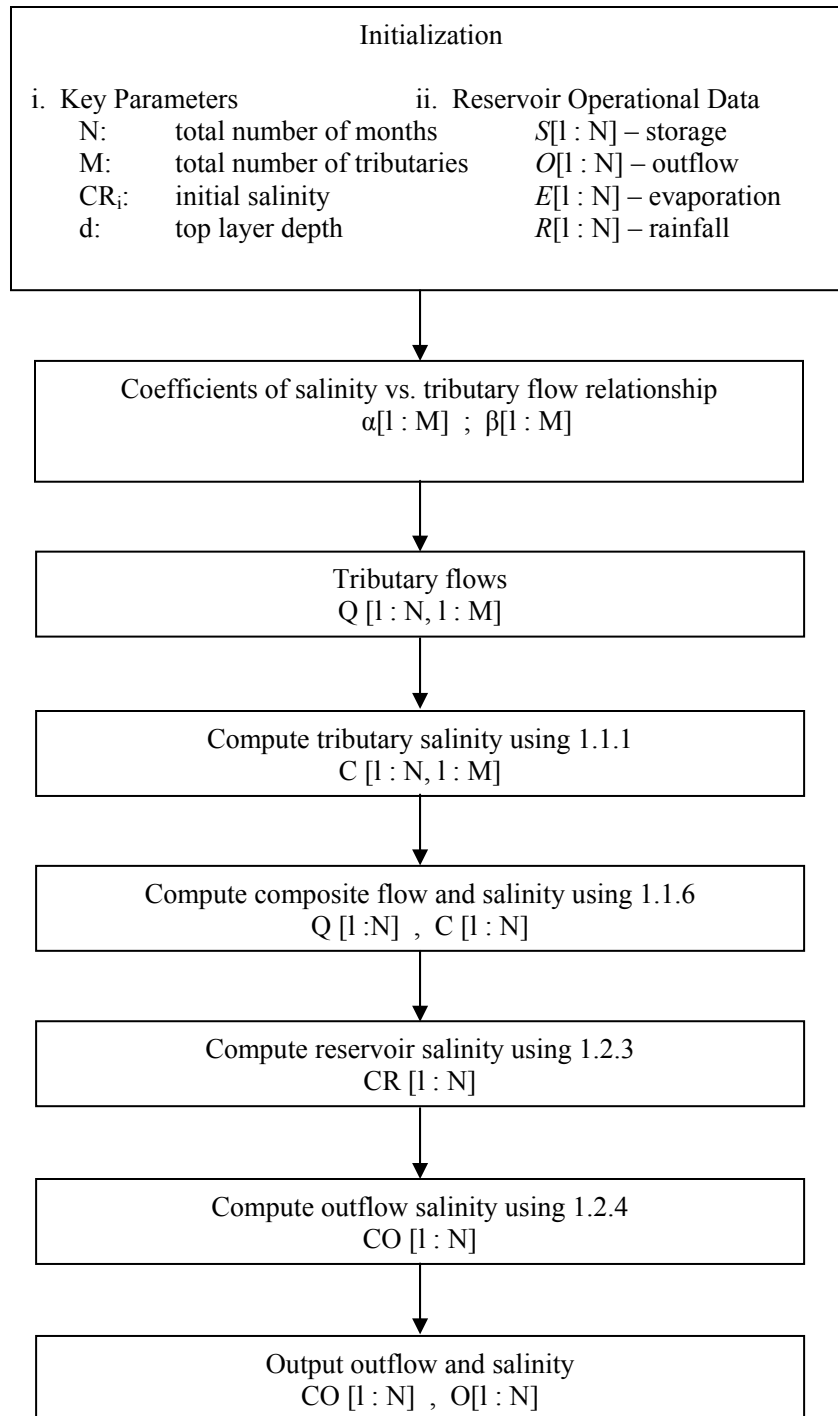 Initialization
i. Key Parameters ii. Reservoir Operational Data
N: total number of months S[l : N] – storage
M: total number of tributaries O[l : N] – outflow
CRi: initial salinity E[l : N] – evaporation
d: top layer depth R[l : N] – rainfall
Coefficients of salinity vs. tributary flow relationship
α[l : M] ; β[l : M]
Tributary flows
Q [l : N, l : M]
Compute tributary salinity using 1.1.1
C [l : N, l : M]
Compute composite flow and salinity using 1.1.6
Q [l :N] , C [l : N]
Compute reservoir salinity using 1.2.3
CR [l : N]
Compute outflow salinity using 1.2.4
CO [l : N]
Output outflow and salinity
CO [l : N] , O[l : N]